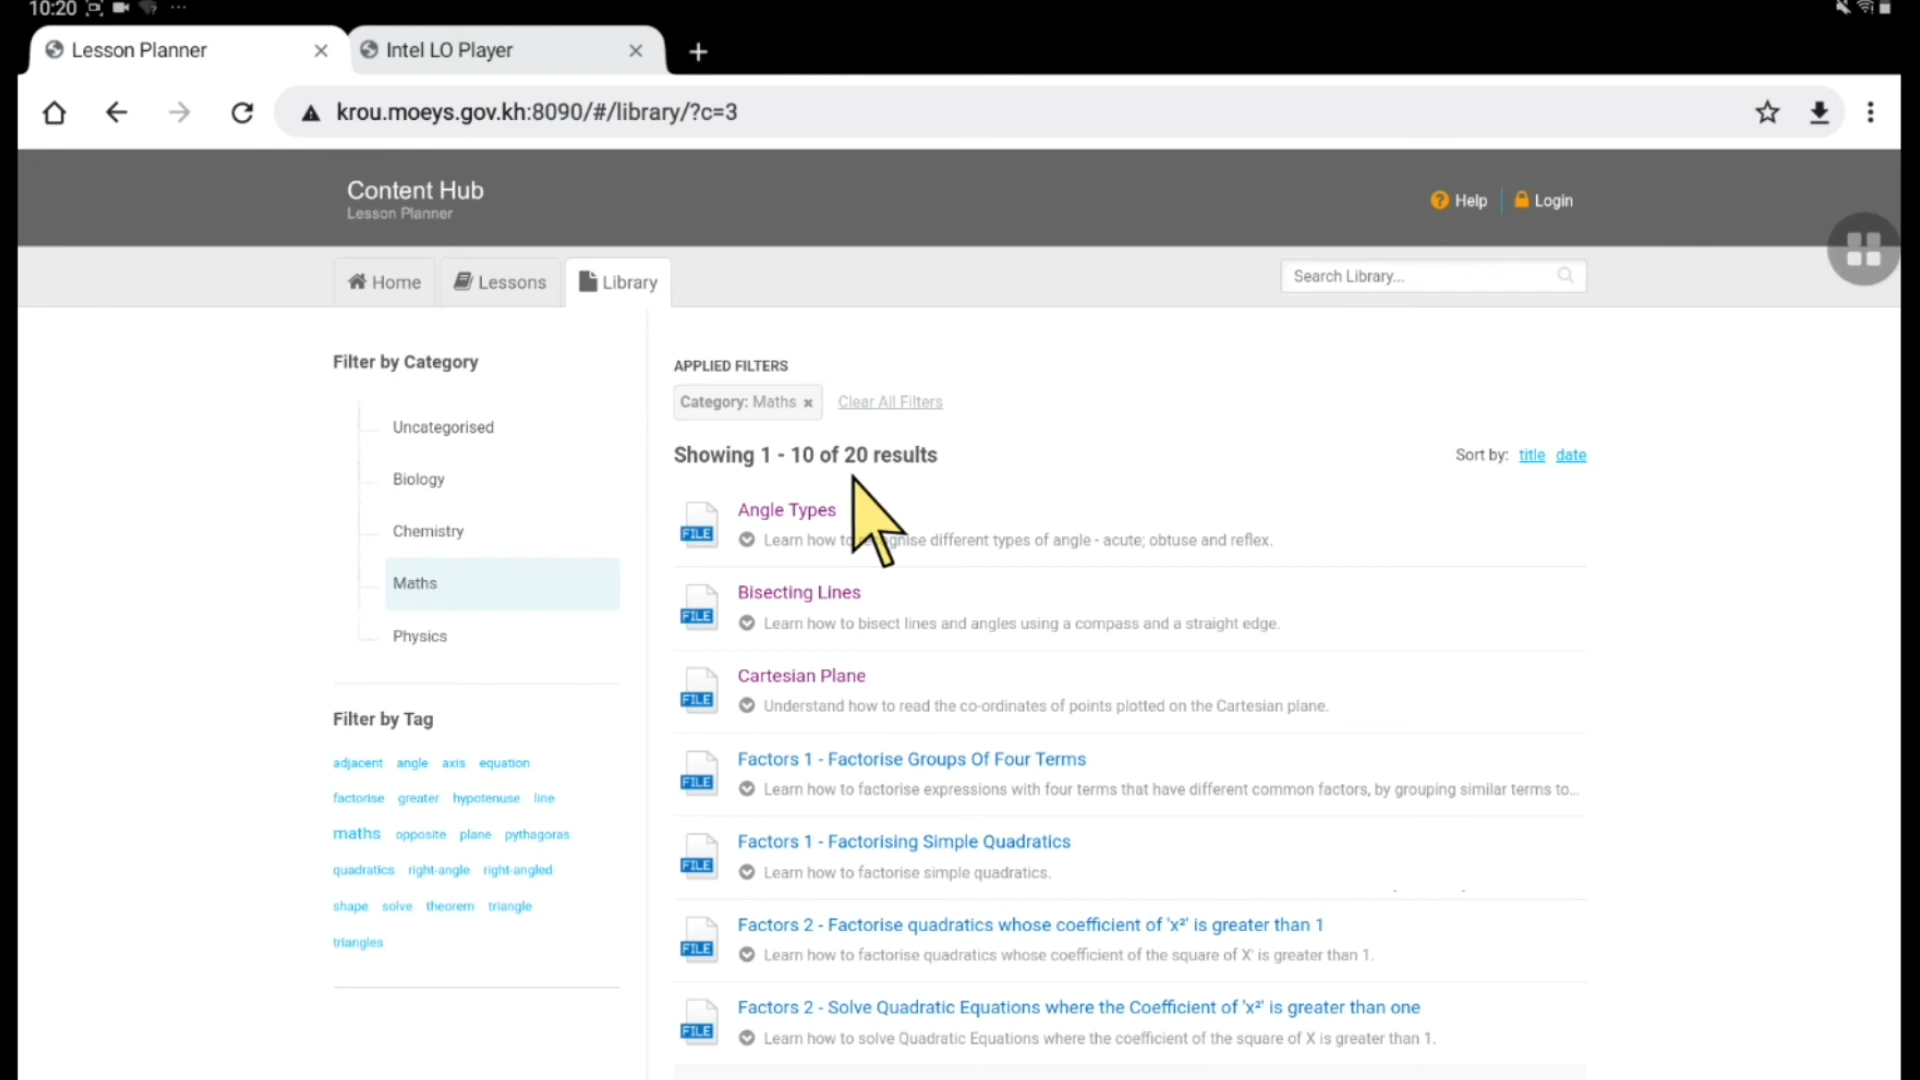 10:20
Lesson Planner
Intel LO Player
krou.moeys.gov.kh:8090/#/library/?c=3
Content Hub
Lesson Planner
Help
Login
Home
Lessons
Library
Search Library...
Filter by Category
Uncategorised
Biology
Chemistry
Maths
Physics
Filter by Tag
adjacent angle axis equation
factorise greater hypotenuse line
maths opposite plane pythagoras
quadratics right-angle right-angled
shape solve theorem triangle
triangles
APPLIED FILTERS
Category: Maths ×
Clear All Filters
Showing 1 - 10 of 20 results
Sort by: title date
FILE
Angle Types
Learn how to different types of angle - acute; obtuse and reflex.
FILE
Bisecting Lines
Learn how to bisect lines and angles using a compass and a straight edge.
FILE
Cartesian Plane
Understand how to read the co-ordinates of points plotted on the Cartesian plane.
FILE
Factors 1 - Factorise Groups Of Four Terms
Learn how to factorise expressions with four terms that have different common factors, by grouping similar terms to...
FILE
Factors 1 - Factorising Simple Quadratics
Learn how to factorise simple quadratics.
FILE
Factors 2 - Factorise quadratics whose coefficient of 'x²' is greater than 1
Learn how to factorise quadratics whose coefficient of the square of X' is greater than 1.
FILE
Factors 2 - Solve Quadratic Equations where the Coefficient of 'x²' is greater than one
Learn how to solve Quadratic Equations where the coefficient of the square of X is greater than 1.